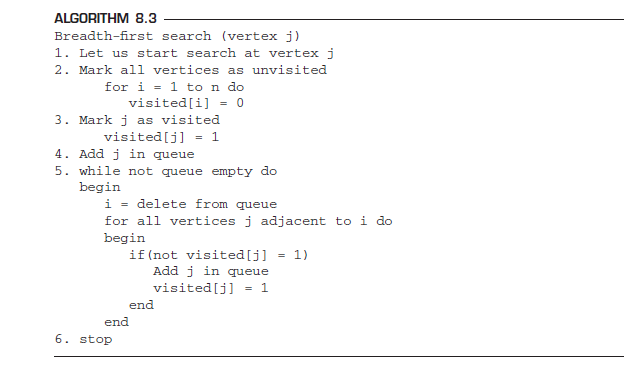 ALGORITHM 8.3
Breadth-first search (vertex j)
1. Let us start search at vertex j
2. Mark all vertices as unvisited
for i = 1 to n do
visited[i] = 0
3. Mark j as visited
visited[j] = 1
4. Add j in queue
5. while not queue empty do
begin
i = delete from queue
for all vertices j adjacent to i do
begin
if(not visited[j] = 1)
Add j in queue
visited[j] = 1
end
end
6. stop